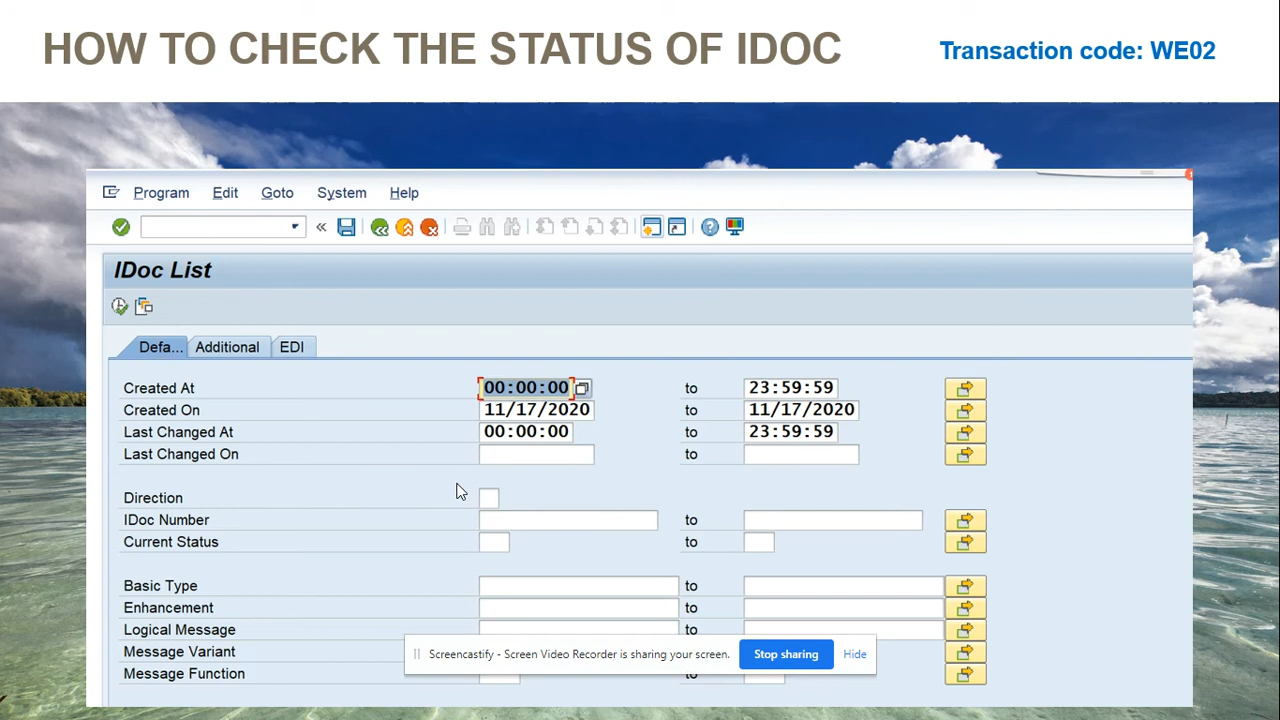 HOW TO CHECK THE STATUS OF IDOC
Transaction code: WE02
Program Edit Goto System Help
IDoc List
Defa... Additional EDI
Created At 00:00:00 to 23:59:59
Created On 11/17/2020 to 11/17/2020
Last Changed At 00:00:00 to 23:59:59
Last Changed On to
Direction
IDoc Number to
Current Status to
Basic Type to
Enhancement to
Logical Message to
Message Variant
Screencastify - Screen Video Recorder is sharing your screen. Stop sharing Hide
Message Function to